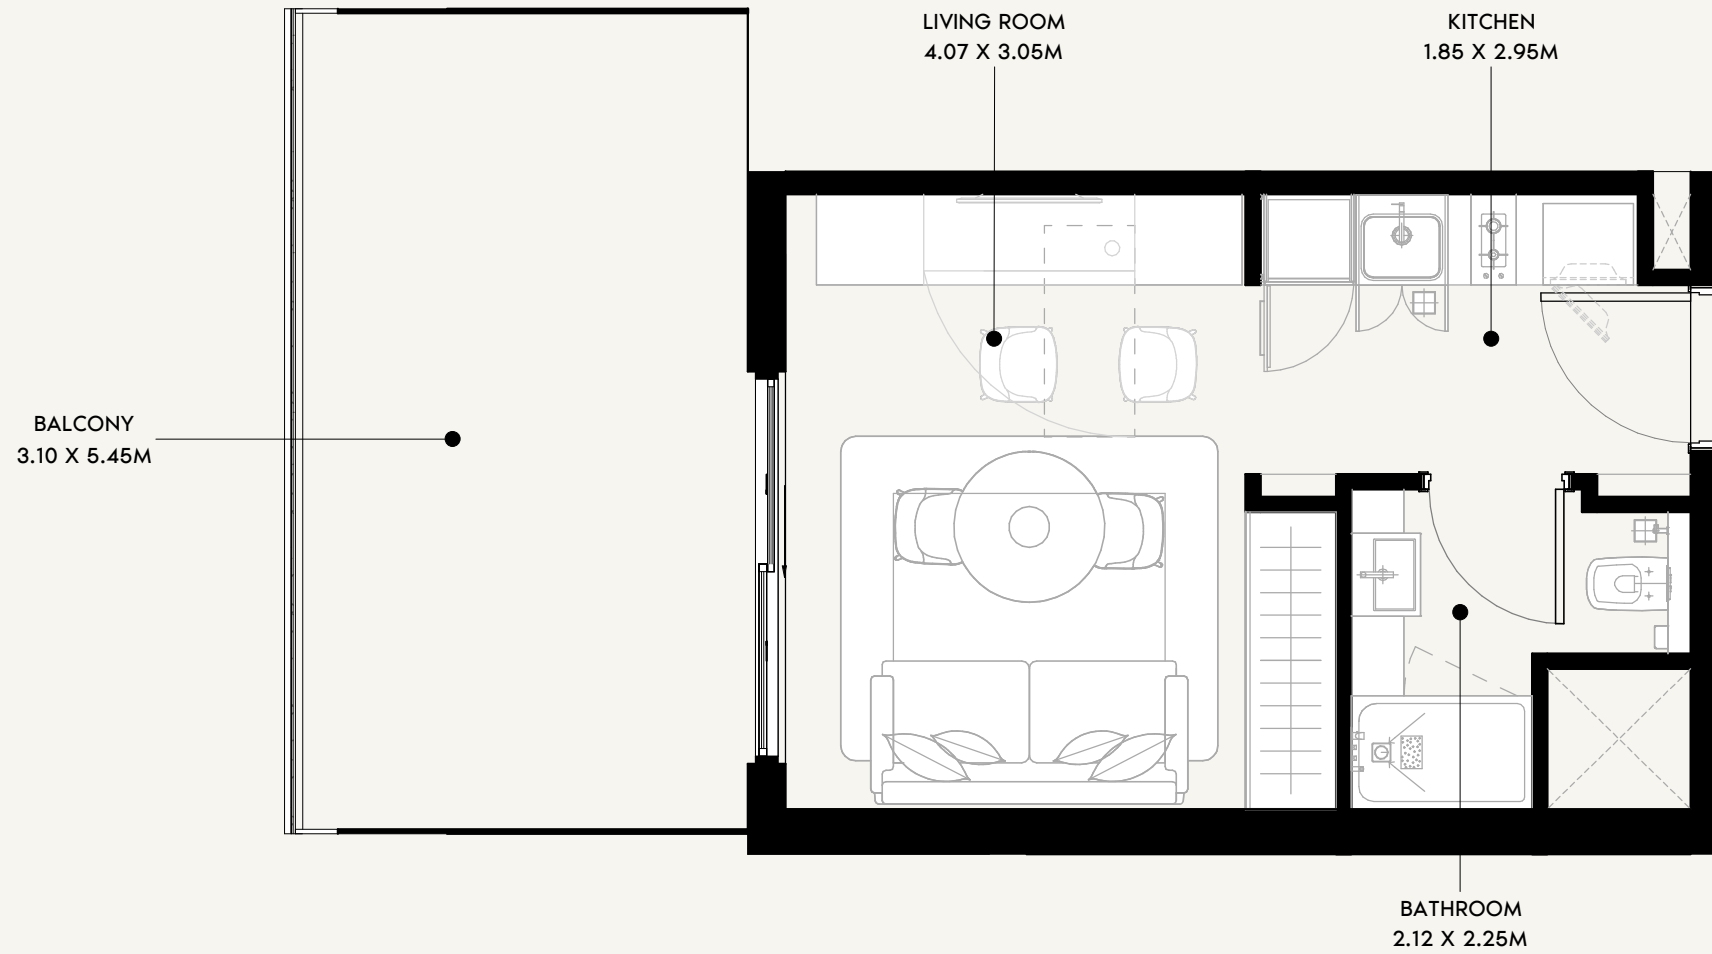 LIVING ROOM
4.07 X 3.05M
KITCHEN
1.85 X 2.95M
BALCONY
3.10 X 5.45M
BATHROOM
2.12 X 2.25M